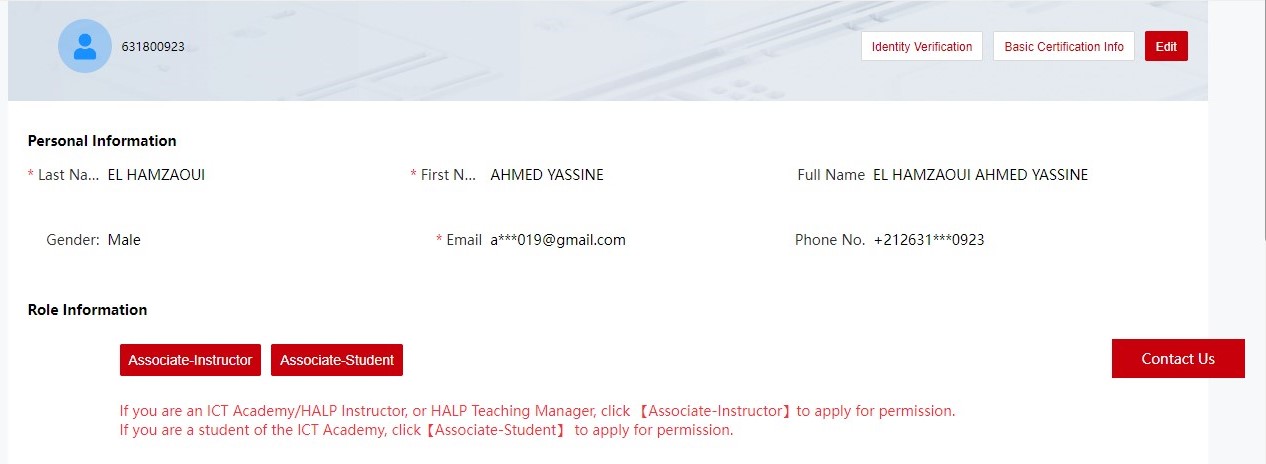 631800923
Identity Verification
Basic Certification Info
Edit
Personal Information
* Last Na... EL HAMZAOUI
* First N... AHMED YASSINE
Full Name EL HAMZAOUI AHMED YASSINE
Gender: Male
* Email a***019@gmail.com
Phone No. +212631***0923
Role Information
Associate-Instructor
Associate-Student
Contact Us
If you are an ICT Academy/HALP Instructor, or HALP Teaching Manager, click 【Associate-Instructor】to apply for permission.
If you are a student of the ICT Academy, click【Associate-Student】 to apply for permission.